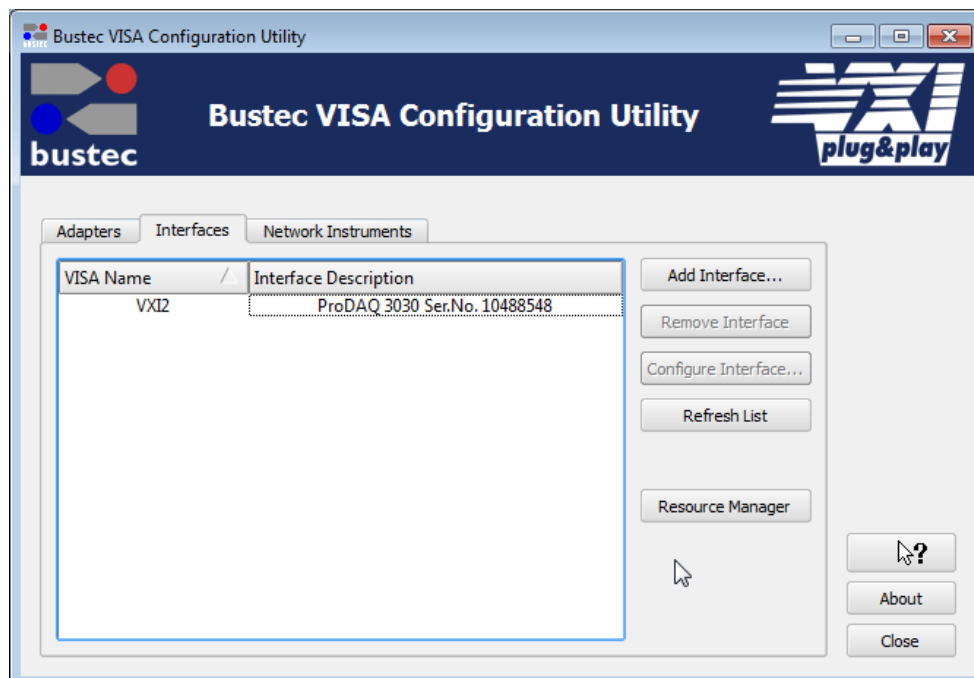 Bustec VISA Configuration Utility
Bustec VISA Configuration Utility
bustec
VXI
plug&play
Adapters Interfaces Network Instruments
VISA Name Interface Description
VXI2 ProDAQ 3030 Ser.No. 10488548
Add Interface...
Remove Interface
Configure Interface...
Refresh List
Resource Manager
?
About
Close